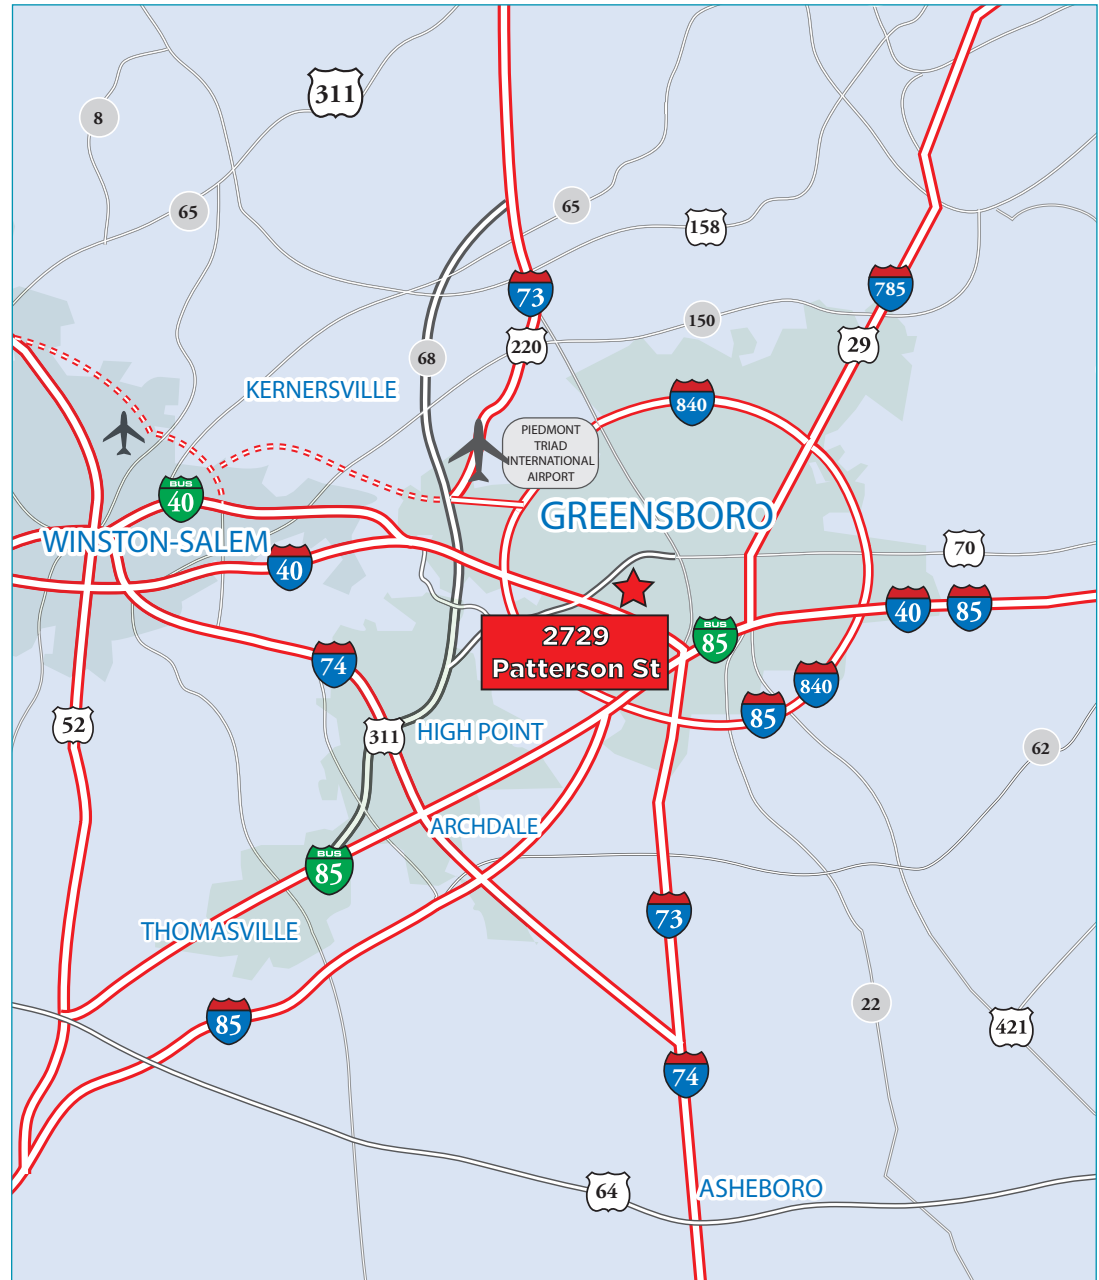 311
8
65
65
158
73
785
150
220
29
68
KERNERSVILLE
840
PIEDMONT
TRIAD
INTERNATIONAL
AIRPORT
BUS
40
GREENSBORO
WINSTON-SALEM
70
40
40
85
2729
Patterson St
BUS
85
74
840
85
52
311
HIGH POINT
62
ARCHDALE
BUS
85
73
THOMASVILLE
22
85
421
74
64
ASHEBORO